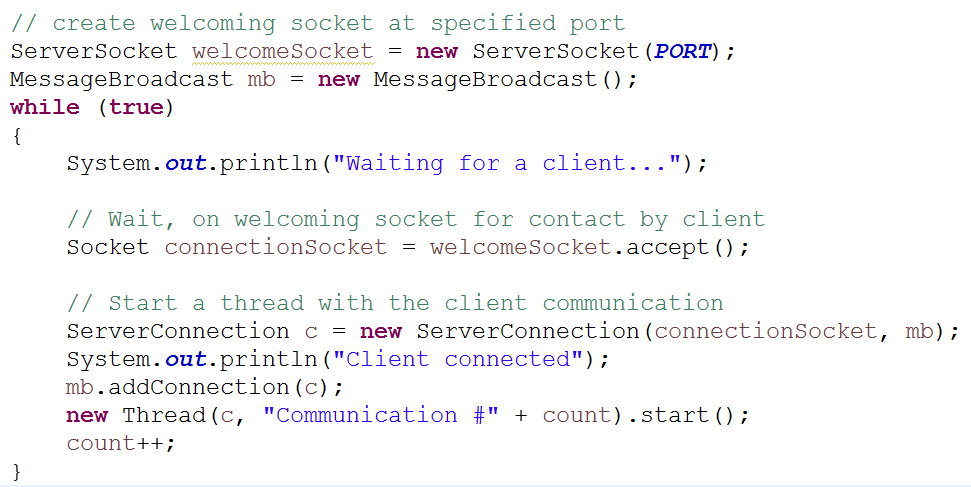 // create welcoming socket at specified port
ServerSocket welcomeSocket = new ServerSocket(PORT);
MessageBroadcast mb = new MessageBroadcast();
while (true)
{
    System.out.println("Waiting for a client...");

    // Wait, on welcoming socket for contact by client
    Socket connectionSocket = welcomeSocket.accept();

    // Start a thread with the client communication
    ServerConnection c = new ServerConnection(connectionSocket, mb);
    System.out.println("Client connected");
    mb.addConnection(c);
    new Thread(c, "Communication #" + count).start();
    count++;
}